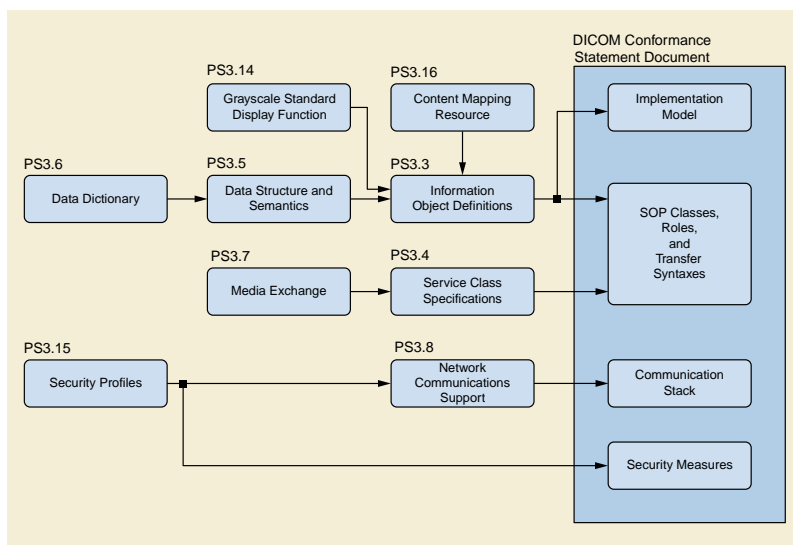 DICOM Conformance
Statement Document
PS3.14
Grayscale Standard
Display Function
PS3.16
Content Mapping
Resource
Implementation
Model
PS3.6
Data Dictionary
PS3.5
Data Structure and
Semantics
PS3.3
Information
Object Definitions
SOP Classes,
Roles,
and
Transfer
Syntaxes
PS3.7
Media Exchange
PS3.4
Service Class
Specifications
PS3.15
Security Profiles
PS3.8
Network
Communications
Support
Communication
Stack
Security Measures